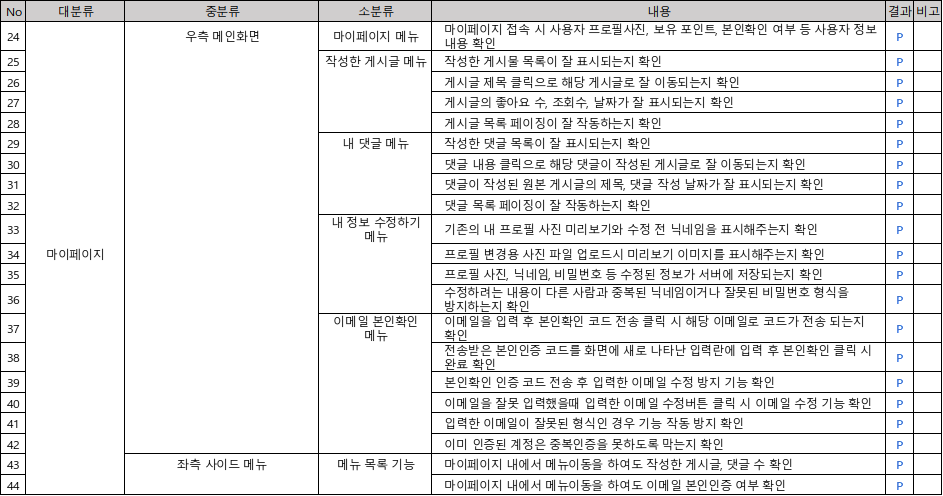 No 대분류 중분류 소분류 내용 결과 비고
24 마이페이지 우측 메인화면 마이페이지 메뉴 마이페이지 접속 시 사용자 프로필사진, 보유 포인트, 본인확인 여부 등 사용자 정보
내용 확인 P
25 작성한 게시글 메뉴 작성한 게시물 목록이 잘 표시되는지 확인 P
26 게시글 제목 클릭으로 해당 게시글로 잘 이동되는지 확인 P
27 게시글의 좋아요 수, 조회수, 날짜가 잘 표시되는지 확인 P
28 게시글 목록 페이징이 잘 작동하는지 확인 P
29 내 댓글 메뉴 작성한 댓글 목록이 잘 표시되는지 확인 P
30 댓글 내용 클릭으로 해당 댓글이 작성된 게시글로 잘 이동되는지 확인 P
31 댓글이 작성된 원본 게시글의 제목, 댓글 작성 날짜가 잘 표시되는지 확인 P
32 댓글 목록 페이징이 잘 작동하는지 확인 P
33 내 정보 수정하기
메뉴 기존의 내 프로필 사진 미리보기와 수정 전 닉네임을 표시해주는지 확인 P
34 프로필 변경용 사진 파일 업로드시 미리보기 이미지를 표시해주는지 확인 P
35 프로필 사진, 닉네임, 비밀번호 등 수정된 정보가 서버에 저장되는지 확인 P
36 수정하려는 내용이 다른 사람과 중복된 닉네임이거나 잘못된 비밀번호 형식을
방지하는지 확인 P
37 이메일 본인확인
메뉴 이메일을 입력 후 본인확인 코드 전송 클릭 시 해당 이메일로 코드가 전송 되는지
확인 P
38 전송받은 본인인증 코드를 화면에 새로 나타난 입력란에 입력 후 본인확인 클릭 시
완료 확인 P
39 본인확인 인증 코드 전송 후 입력한 이메일 수정 방지 기능 확인 P
40 이메일을 잘못 입력했을때 입력한 이메일 수정버튼 클릭 시 이메일 수정 기능 확인 P
41 입력한 이메일이 잘못된 형식인 경우 기능 작동 방지 확인 P
42 이미 인증된 계정은 중복인증을 못하도록 막는지 확인 P
43 좌측 사이드 메뉴 메뉴 목록 기능 마이페이지 내에서 메뉴이동을 하여도 작성한 게시글, 댓글 수 확인 P
44 마이페이지 내에서 메뉴이동을 하여도 이메일 본인인증 여부 확인 P